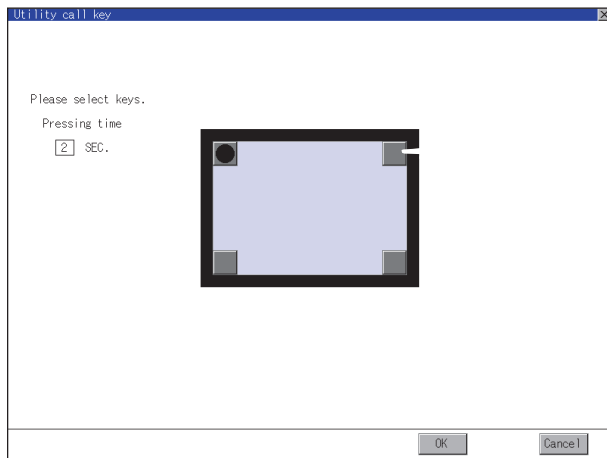 Utility call key
Please select keys.
Pressing time
2 SEC.
OK Cancel